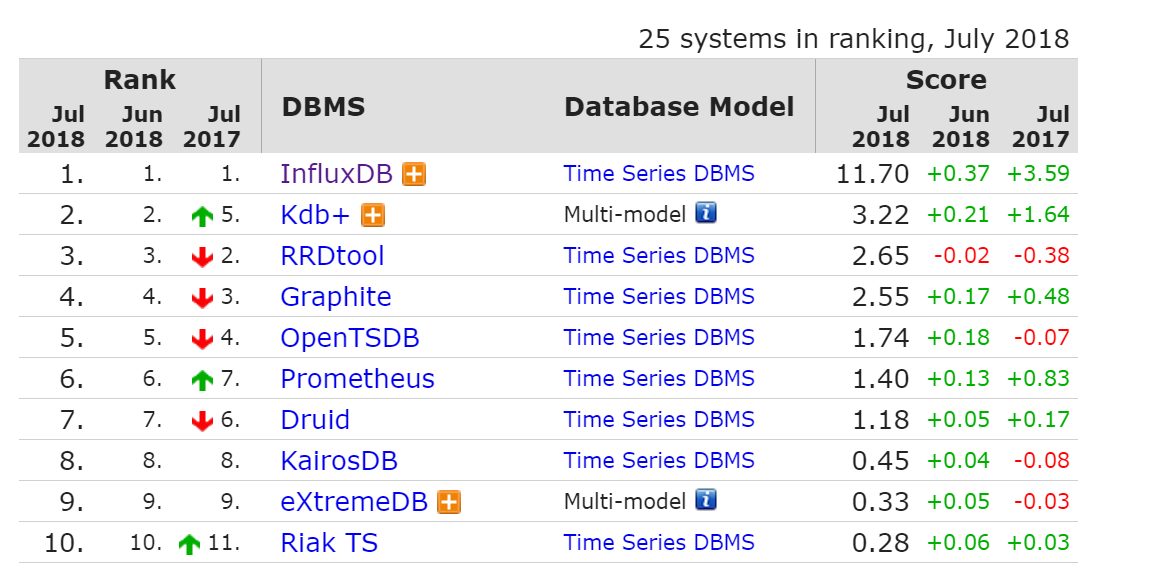 25 systems in ranking, July 2018
Rank DBMS Database Model Score
Jul Jun Jul Jul Jun Jul
2018 2018 2017 2018 2018 2017
1. 1. 1. InfluxDB Time Series DBMS 11.70 +0.37 +3.59
2. 2. 5. Kdb+ Multi-model 3.22 +0.21 +1.64
3. 3. 2. RRDtool Time Series DBMS 2.65 -0.02 -0.38
4. 4. 3. Graphite Time Series DBMS 2.55 +0.17 +0.48
5. 5. 4. OpenTSDB Time Series DBMS 1.74 +0.18 -0.07
6. 6. 7. Prometheus Time Series DBMS 1.40 +0.13 +0.83
7. 7. 6. Druid Time Series DBMS 1.18 +0.05 +0.17
8. 8. 8. KairosDB Time Series DBMS 0.45 +0.04 -0.08
9. 9. 9. eXtremeDB Multi-model 0.33 +0.05 -0.03
10. 10. 11. Riak TS Time Series DBMS 0.28 +0.06 +0.03